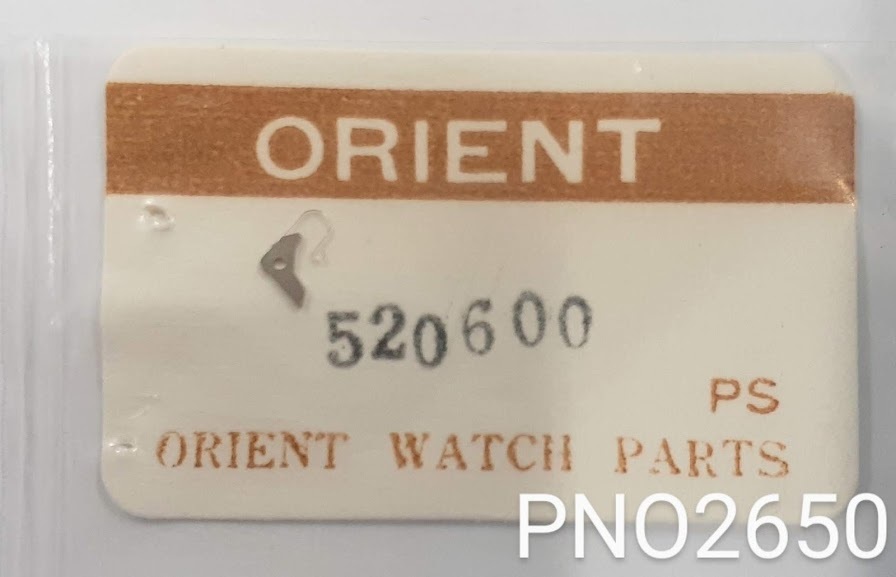 ORIENT
520600
PS
ORIENT WATCH PARTS
PNO2650